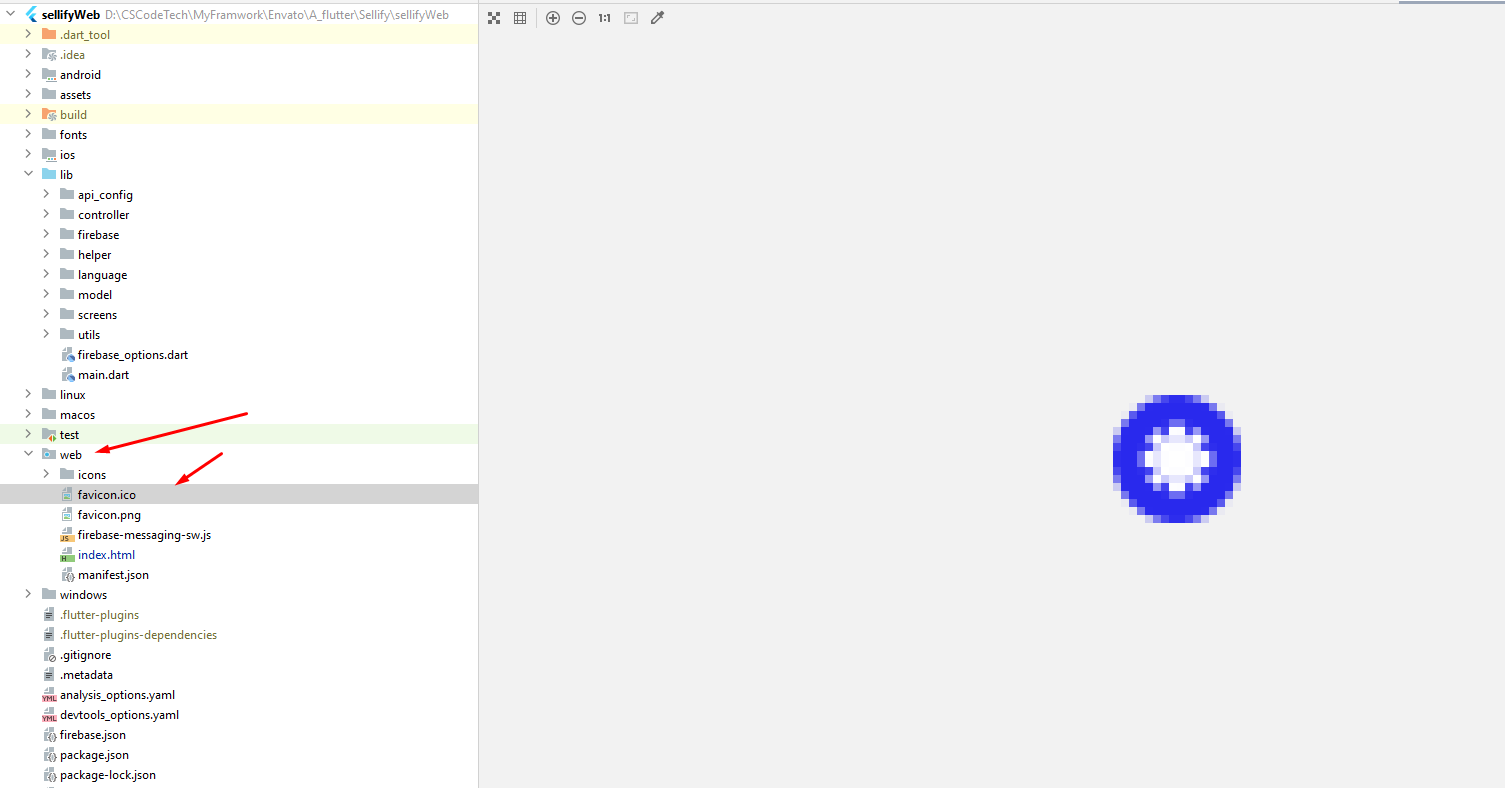 sellifyWeb D:\CSCodeTech\MyFramwork\Envato\A_flutter\Sellify\sellifyWeb
1:1
.dart_tool
.idea
android
assets
build
fonts
ios
lib
api_config
controller
firebase
helper
language
model
screens
utils
firebase_options.dart
main.dart
linux
macos
test
web
icons
favicon.ico
favicon.png
JS firebase-messaging-sw.js
H index.html
manifest.json
windows
.flutter-plugins
.flutter-plugins-dependencies
.gitignore
.metadata
YML analysis_options.yaml
YML devtools_options.yaml
firebase.json
package.json
package-lock.json